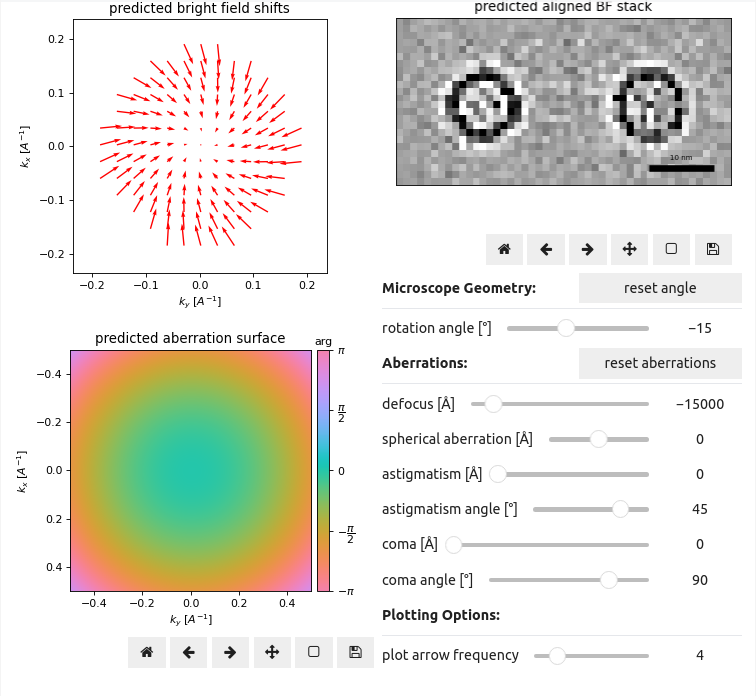 predicted bright field shifts
0.2
0.1
0.0
−0.1
−0.2
kx [A−1]
−0.2
−0.1
0.0
0.1
0.2
ky [A−1]
predicted aligned BF stack
10 nm
Microscope Geometry:
reset angle
rotation angle [°]
−15
Aberrations:
reset aberrations
defocus [Å]
−15000
spherical aberration [Å]
0
astigmatism [Å]
0
astigmatism angle [°]
45
coma [Å]
0
coma angle [°]
90
Plotting Options:
plot arrow frequency
4
predicted aberration surface
−0.4
−0.2
0.0
0.2
0.4
kx [A−1]
−0.4
−0.2
0.0
0.2
0.4
ky [A−1]
arg
π
π/2
0
−π/2
−π